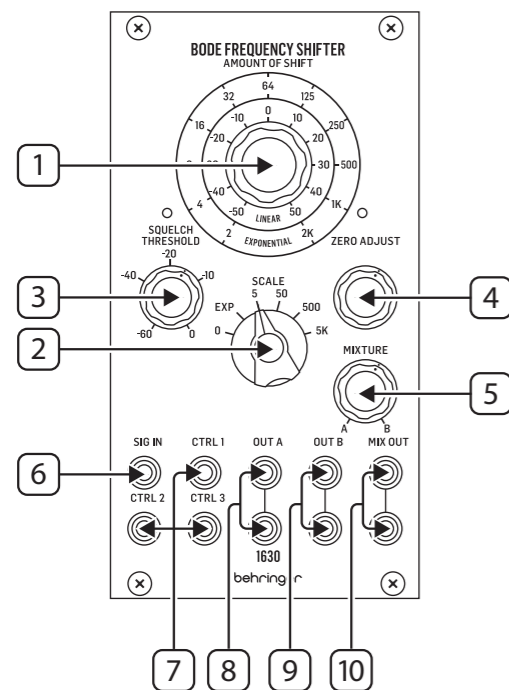 BODE FREQUENCY SHIFTER
AMOUNT OF SHIFT
64
32 125
-10 0 10
16 250
-20 20
1
30 500
-40 40
4 1K
-50 LINEAR 50
2 EXPONENTIAL 2K
SQUELCH
THRESHOLD
ZERO ADJUST
-20
-40 -10
-60 0
3
SCALE
0 EXP 5 50 500 5K
4
2
MIXTURE
A B
5
SIG IN CTRL 1 OUT A OUT B MIX OUT
6
CTRL 2 CTRL 3
1630
behringer
7 8 9 10